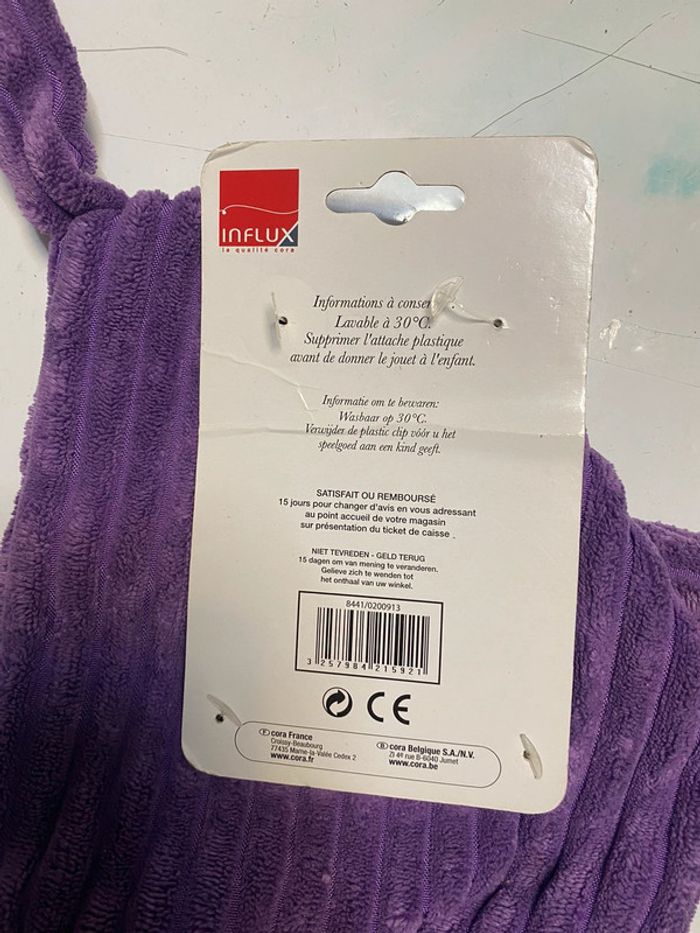 INFLUX
la qualité cora
Informations à conser
Lavable à 30°C.
Supprimer l'attache plastique
avant de donner le jouet à l'enfant.
Informatie om te bewaren:
Wasbaar op 30°C.
Verwijder de plastic clip vóór u het
speelgoed aan een kind geeft.
SATISFAIT OU REMBOURSÉ
15 jours pour changer d'avis en vous adressant
au point accueil de votre magasin
sur présentation du ticket de caisse .
NIET TEVREDEN - GELD TERUG
15 dagen om van mening te veranderen.
Gelieve zich te wenden tot
het onthaal van uw winkel.
8441/0200913
3 257984 215921
CE
F cora France
Croissy-Beaubourg
77435 Marne-la-Vallée Cedex 2
www.cora.fr
B cora Belgique S.A./N.V.
ZI 4e rue B-6040 Jumet
www.cora.be